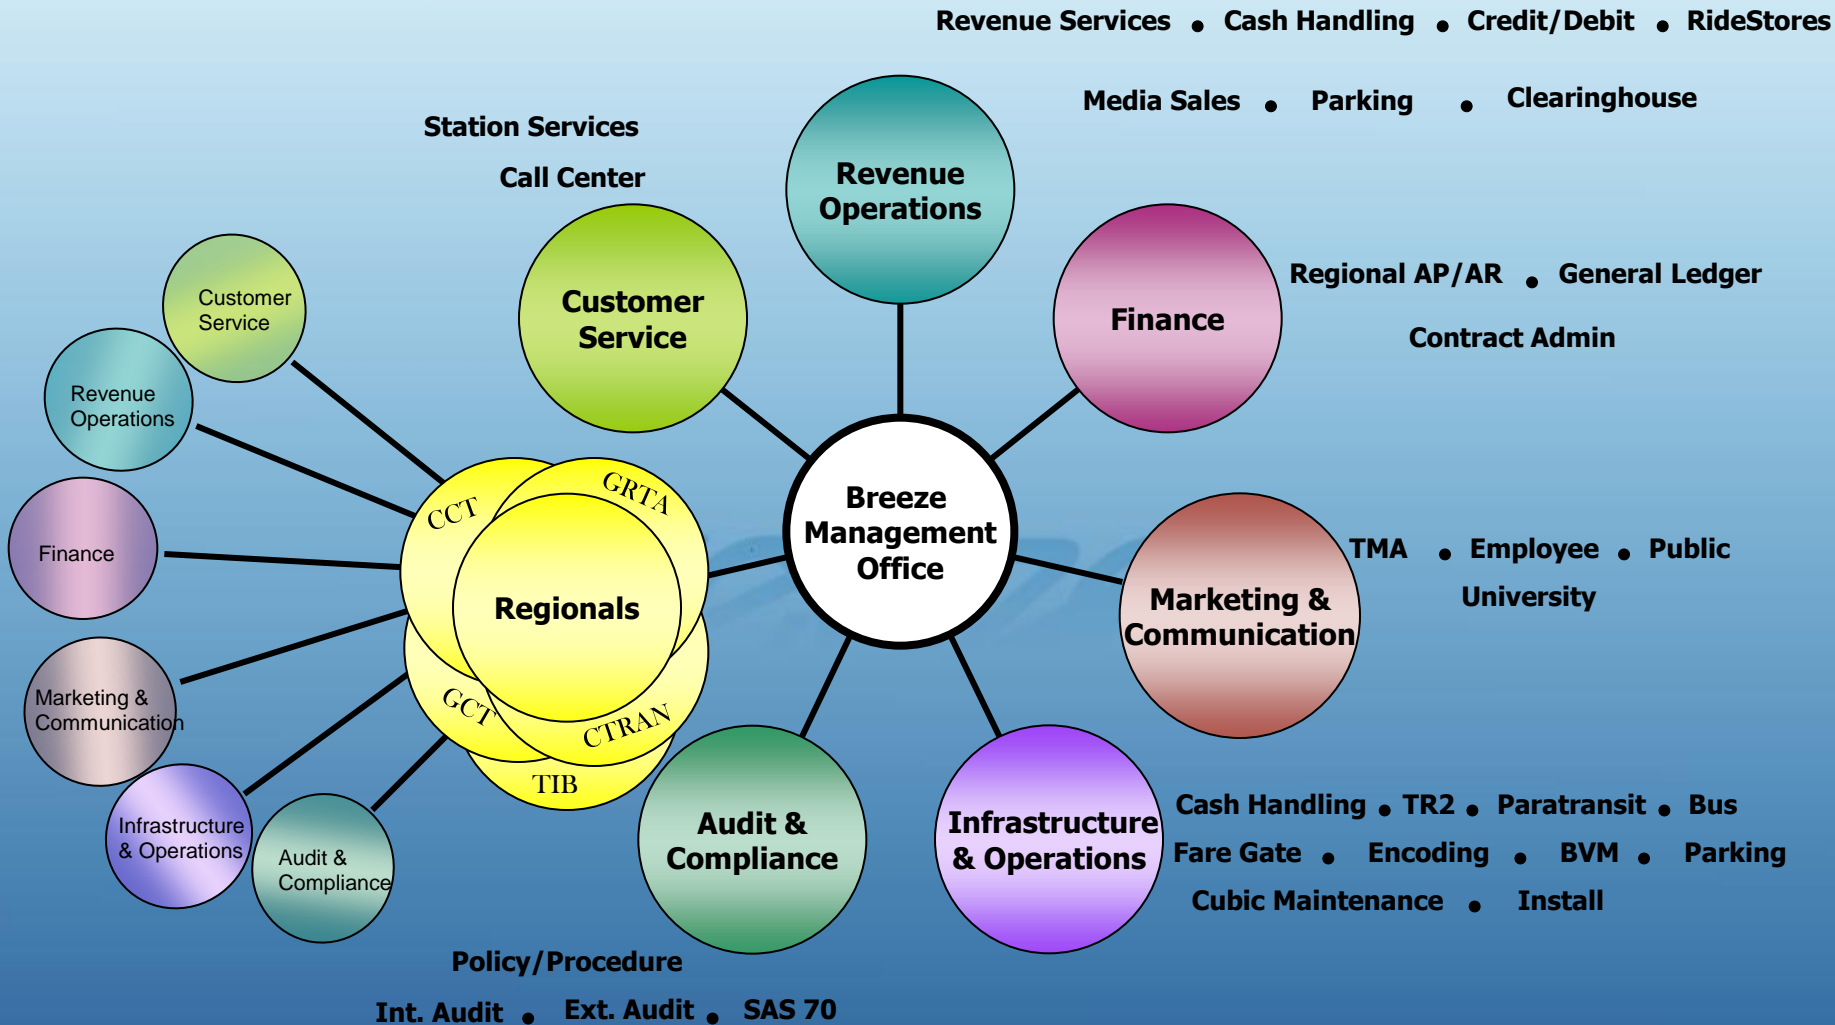 Revenue Services • Cash Handling • Credit/Debit • RideStores
Media Sales • Parking • Clearinghouse
Station Services
Call Center
Revenue
Operations
Customer
Service
Finance
Regional AP/AR • General Ledger
Contract Admin
Customer
Service
Revenue
Operations
Finance
Marketing &
Communication
Infrastructure
& Operations
Audit &
Compliance
CCT
GRTA
Regionals
GCT
CTRAN
TIB
Breeze
Management
Office
Marketing &
Communication
TMA • Employee • Public
University
Audit &
Compliance
Infrastructure
& Operations
Cash Handling • TR2 • Paratransit • Bus
Fare Gate • Encoding • BVM • Parking
Cubic Maintenance • Install
Policy/Procedure
Int. Audit • Ext. Audit • SAS 70